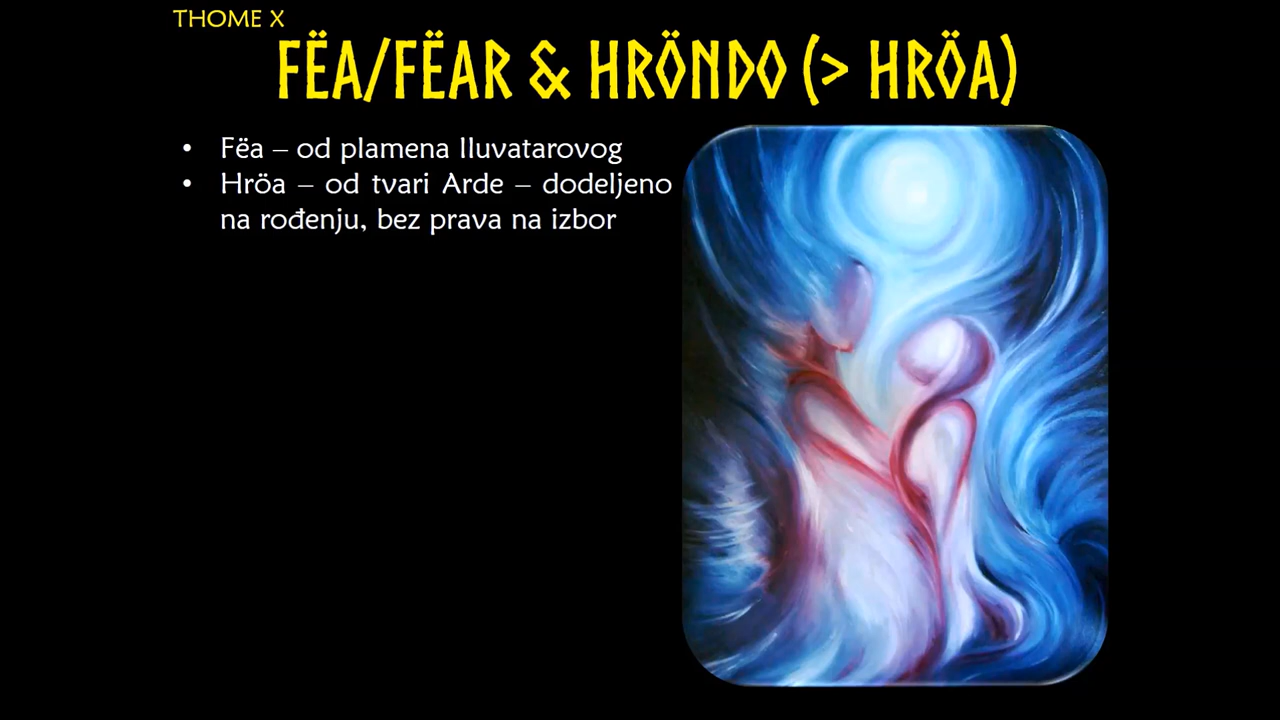 THOME X
FËA/FËAR & HRÖNDO (> HRÖA)
• Fëa – od plamena Iluvatarovog
• Hröa – od tvari Arde – dodeljeno
na rođenju, bez prava na izbor